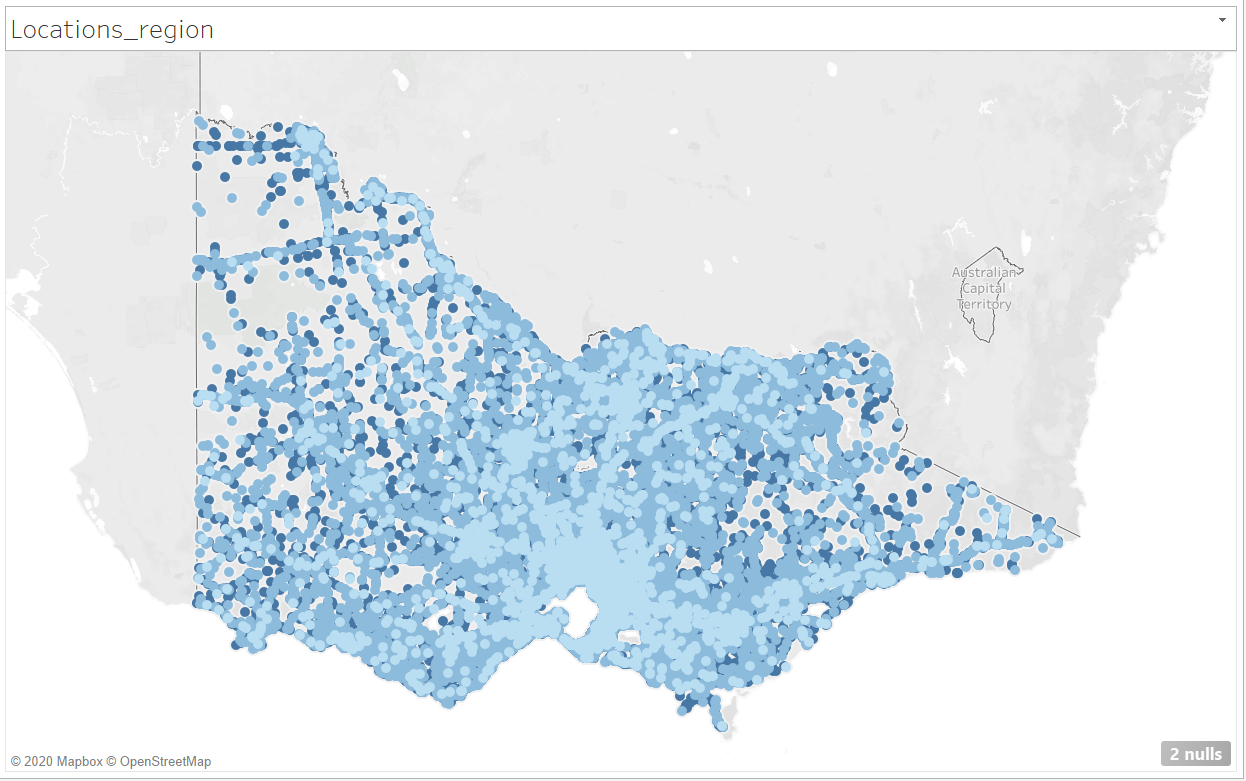 Locations_region
Australian
Capital
Territory
© 2020 Mapbox © OpenStreetMap
2 nulls